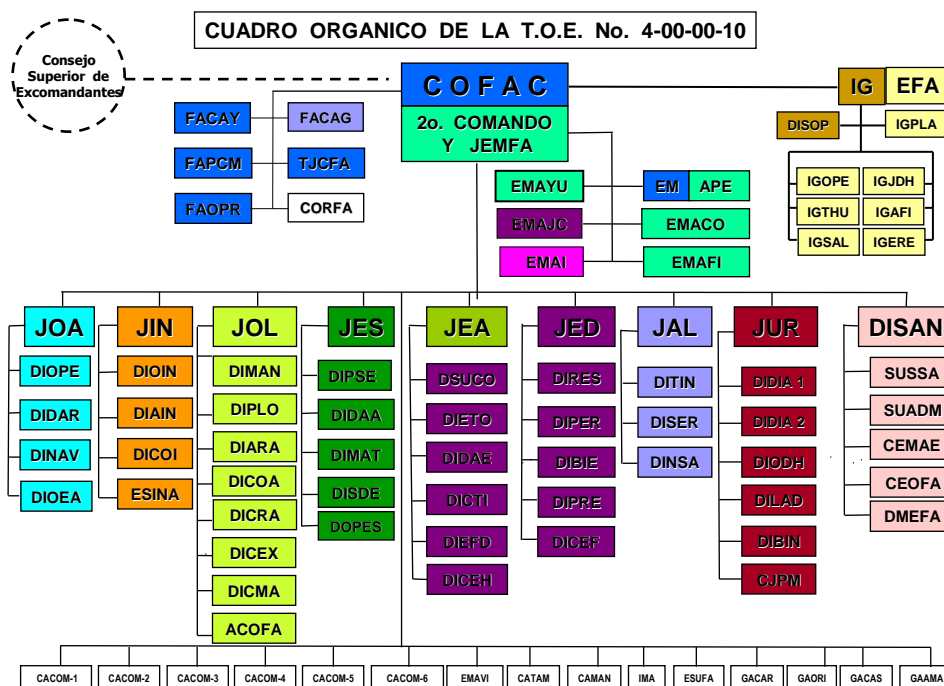 CUADRO ORGANICO DE LA T.O.E. No. 4-00-00-10
Consejo
Superior de
Excomandantes
C O F A C
2o. COMANDO
Y JEMFA
IG EFA
DISOP IGPLA
IGOPE IGJDH
IGTHU IGAFI
IGSAL IGERE
FACAY FACAG
FAPCM TJCFA
FAOPR CORFA
EMAYU EM APE
EMAJC EMACO
EMAI EMAFI
JOA JIN JOL JES JEA JED JAL JUR DISAN
DIOPE
DIDAR
DINAV
DIOEA
DIOIN
DIAIN
DICOI
ESINA
DIMAN
DIPLO
DIARA
DICOA
DICRA
DICEX
DICMA
ACOFA
DIPSE
DIDAA
DIMAT
DISDE
DOPES
DSUCO
DIETO
DIDAE
DICTI
DIEFD
DICEH
DIRES
DIPER
DIBIE
DIPRE
DICEF
DITIN
DISER
DINSA
DIDIA 1
DIDIA 2
DIODH
DILAD
DIBIN
CJPM
SUSSA
SUADM
CEMAE
CEOFA
DMEFA
CACOM-1 CACOM-2 CACOM-3 CACOM-4 CACOM-5 CACOM-6 EMAVI CATAM CAMAN IMA ESUFA GACAR GAORI GACAS GAAMA